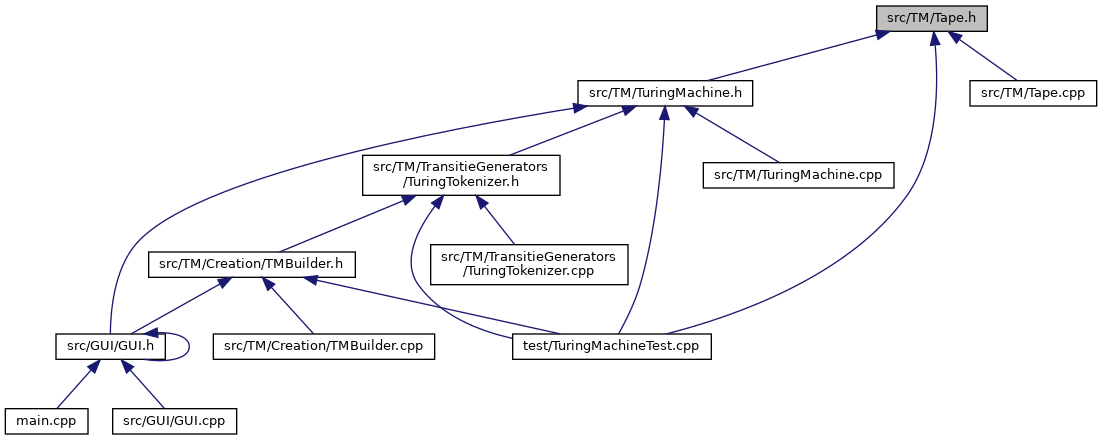 src/TM/Tape.h
src/TM/TuringMachine.h
src/TM/Tape.cpp
src/TM/TransitieGenerators
/TuringTokenizer.h
src/TM/TuringMachine.cpp
src/TM/Creation/TMBuilder.h
src/TM/TransitieGenerators
/TuringTokenizer.cpp
src/GUI/GUI.h
src/TM/Creation/TMBuilder.cpp
test/TuringMachineTest.cpp
main.cpp
src/GUI/GUI.cpp